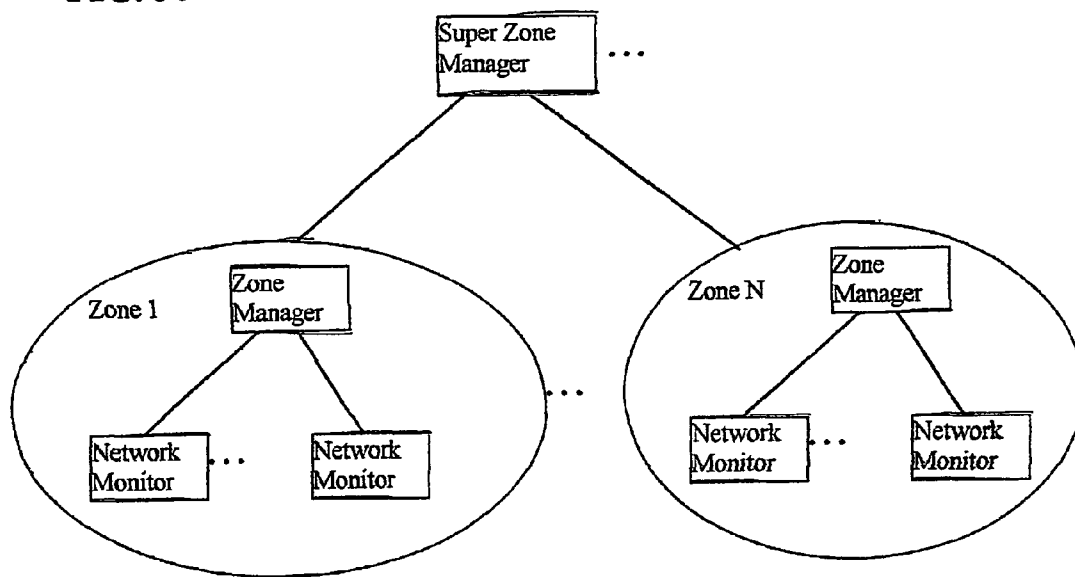 Super Zone
Manager
...
Zone 1
Zone
Manager
Zone N
Zone
Manager
...
Network
Monitor
...
Network
Monitor
Network
Monitor
...
Network
Monitor